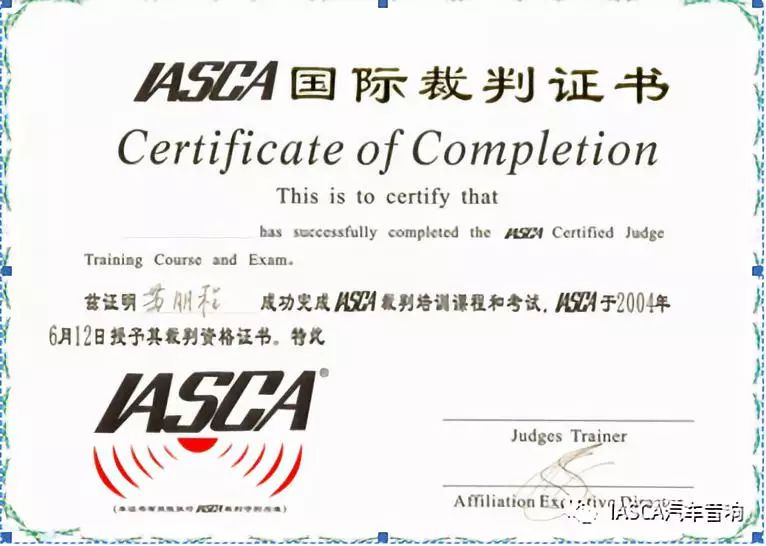 IASCA国际裁判证书
Certificate of Completion
This is to certify that
has successfully completed the IASCA Certified Judge
Training Course and Exam.
兹证明 苏朋程 成功完成IASCA裁判培训课程和考试,IASCA于2004年
6月12日授予其裁判资格证书。特此
IASCA®
Judges Trainer
Affiliation Executive Director
IASCA汽车音响